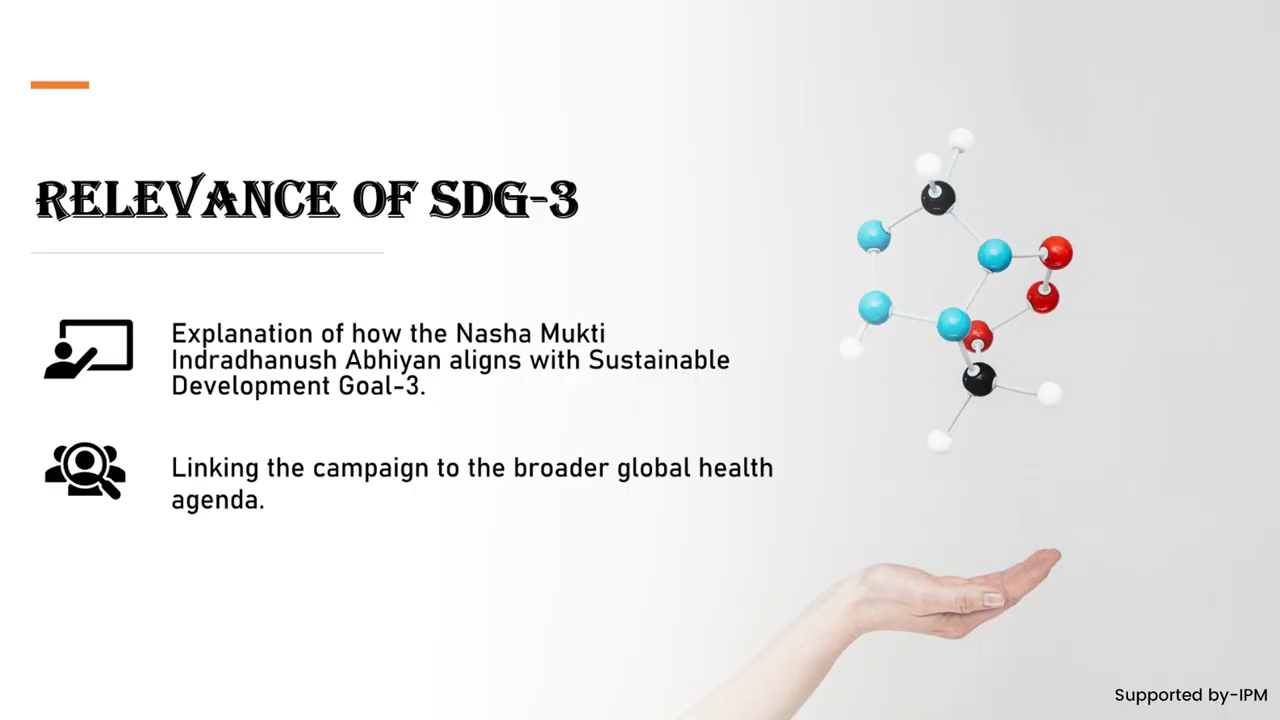 RELEVANCE OF SDG-3
Explanation of how the Nasha Mukti
Indradhanush Abhiyan aligns with Sustainable
Development Goal-3.
Linking the campaign to the broader global health
agenda.
Supported by-IPM